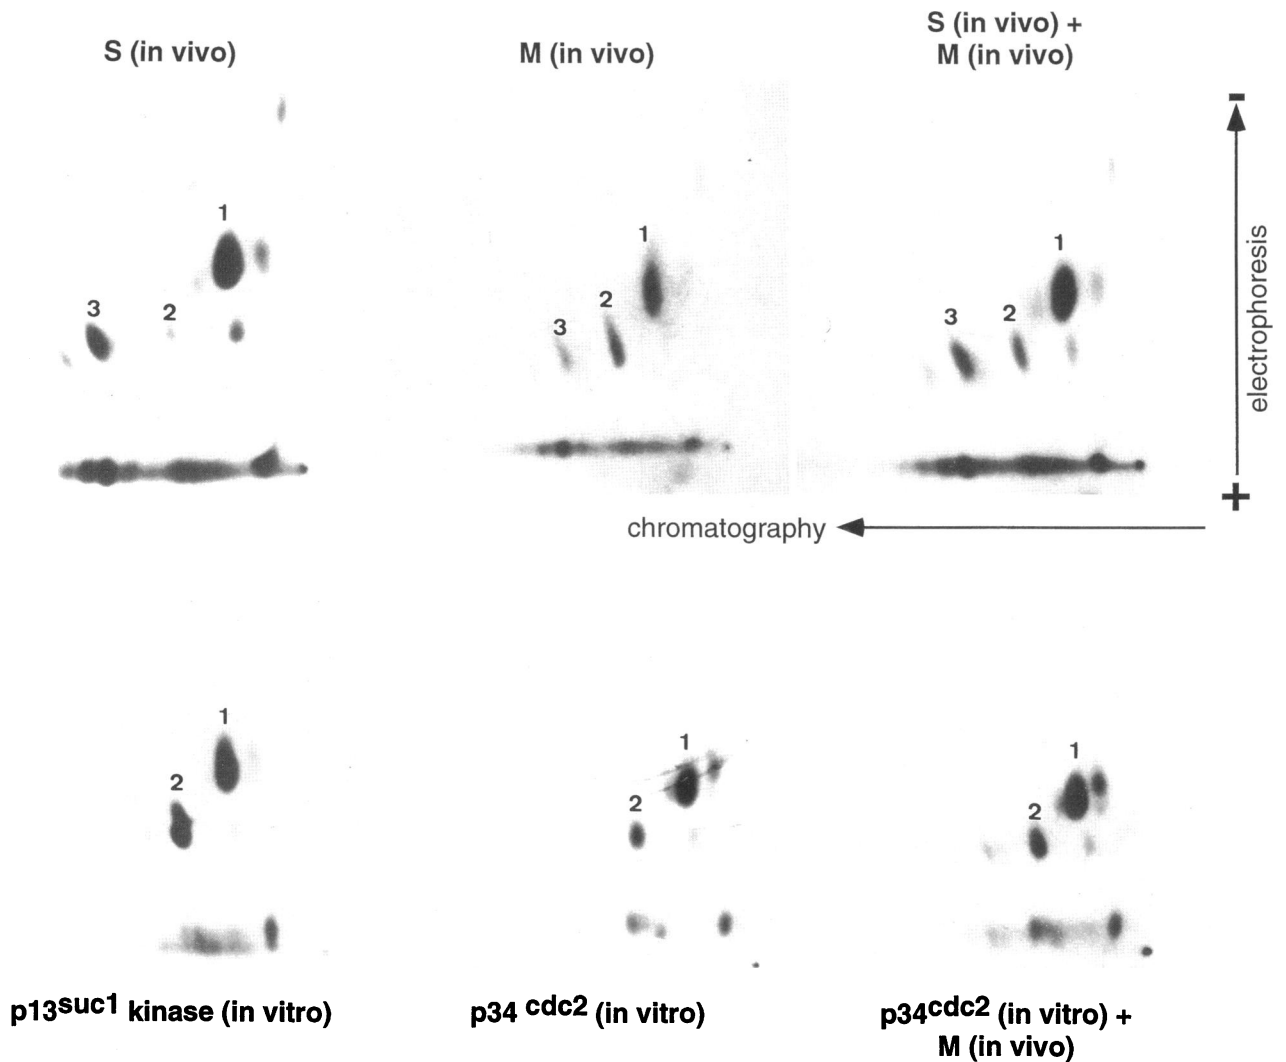 S (in vivo)
M (in vivo)
S (in vivo) +
M (in vivo)
-
1
3
2
1
2
3
1
3
2
electrophoresis
+
chromatography
1
2
1
2
1
2
p13suc1 kinase (in vitro)
p34 cdc2 (in vitro)
p34cdc2 (in vitro) +
M (in vivo)